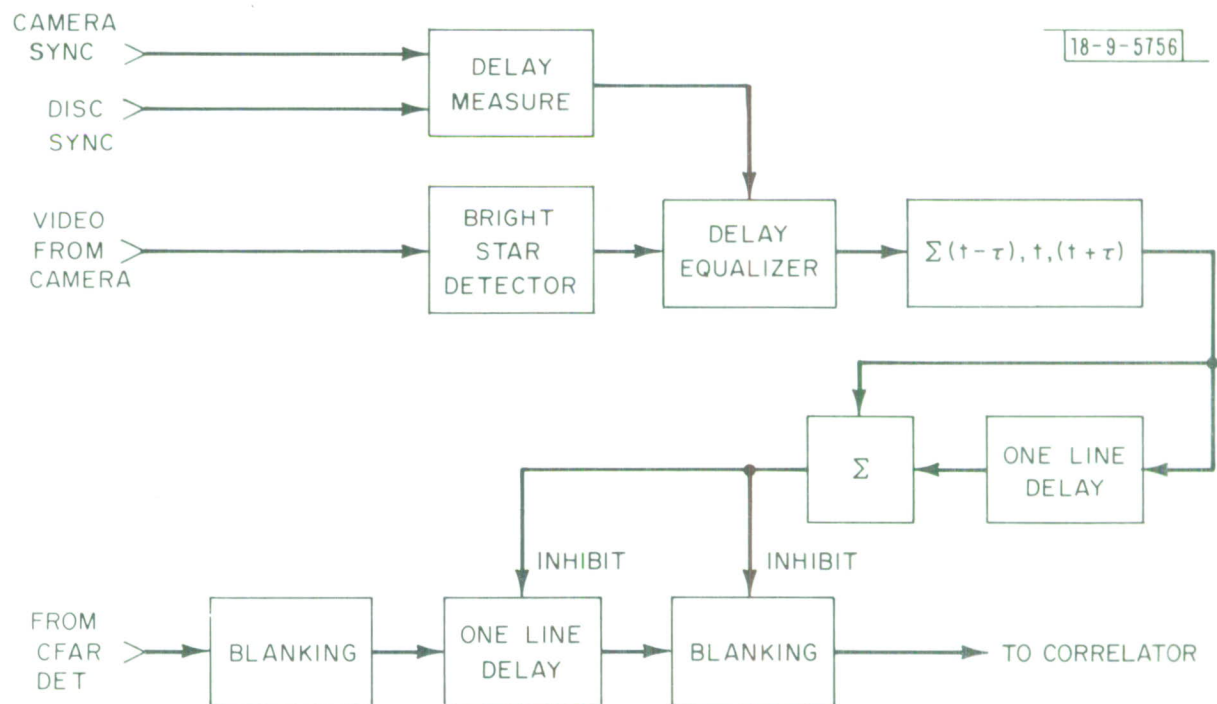 CAMERA
SYNC
DISC
SYNC
DELAY
MEASURE
18-9-5756
VIDEO
FROM
CAMERA
BRIGHT
STAR
DETECTOR
DELAY
EQUALIZER
Σ(t-τ), t, (t+τ)
Σ
ONE LINE
DELAY
INHIBIT
INHIBIT
FROM
CFAR
DET
BLANKING
ONE LINE
DELAY
BLANKING
TO CORRELATOR